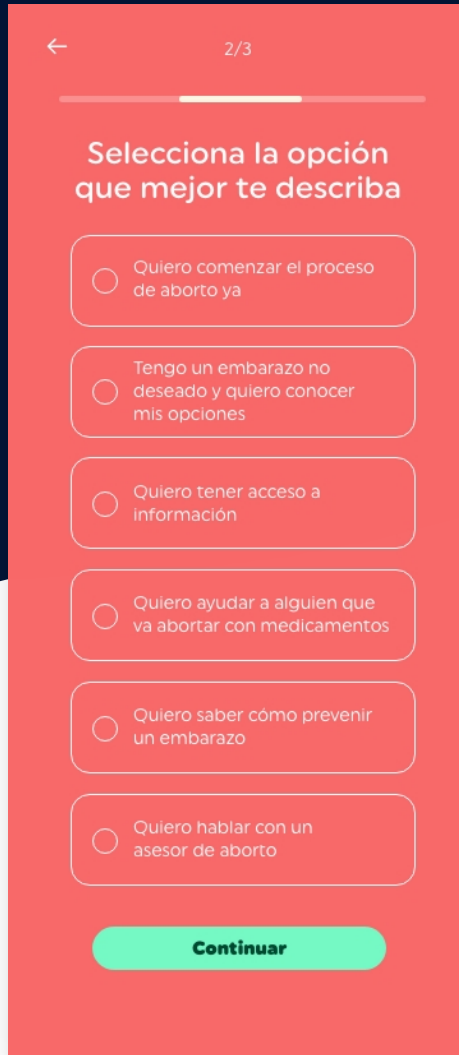 2/3
Selecciona la opción
que mejor te describa
Quiero comenzar el proceso
de aborto ya
Tengo un embarazo no
deseado y quiero conocer
mis opciones
Quiero tener acceso a
información
Quiero ayudar a alguien que
va abortar con medicamentos
Quiero saber cómo prevenir
un embarazo
Quiero hablar con un
asesor de aborto
Continuar